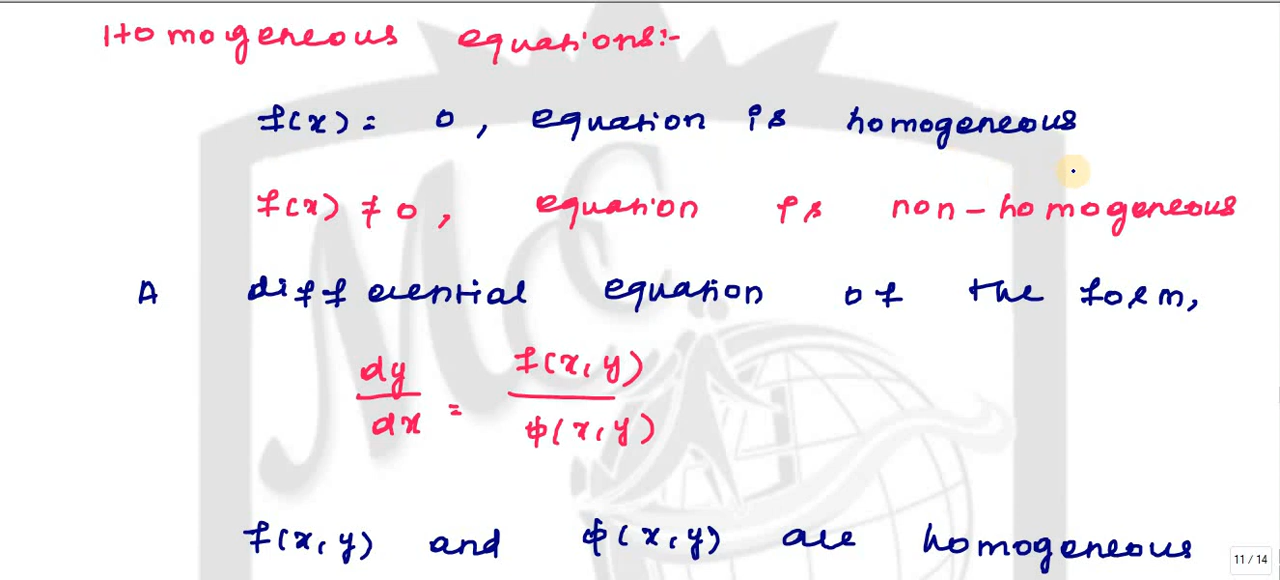 Homogeneous equations:-
f(x) = 0, equation is homogeneous
f(x) ≠ 0, equation is non-homogeneous
A differential equation of the form,
dy/dx = f(x,y)/ϕ(x,y)
f(x,y) and ϕ(x,y) are homogeneous
11 / 14